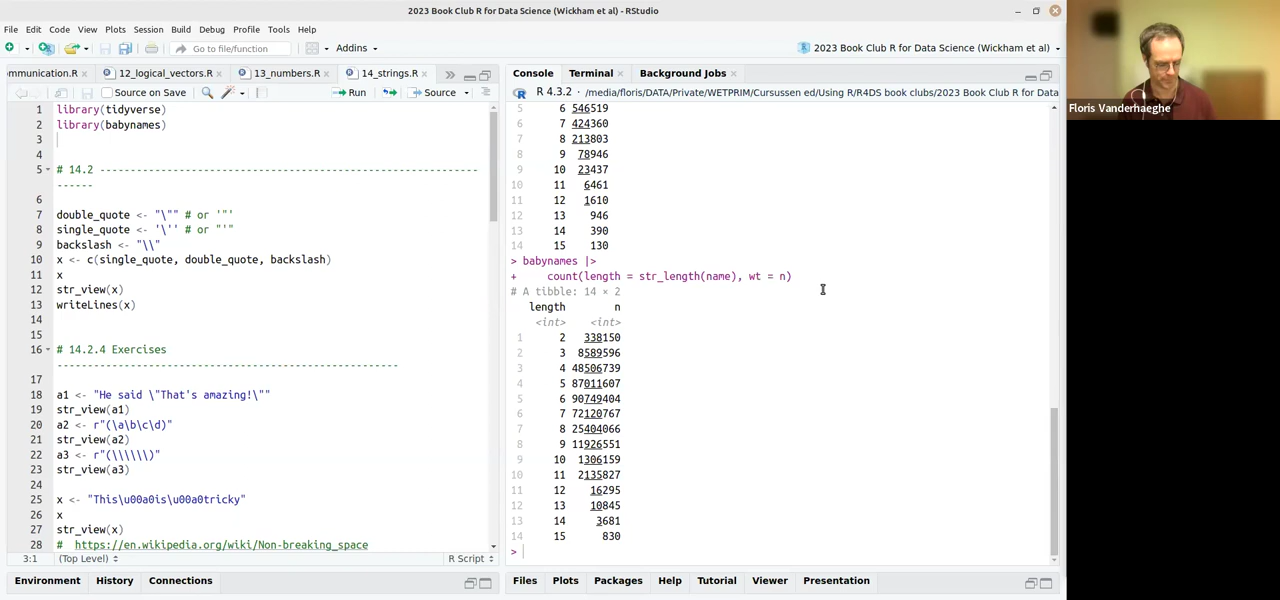 2023 Book Club R for Data Science (Wickham et al) - RStudio
File Edit Code View Plots Session Build Debug Profile Tools Help
Go to file/function Addins
2023 Book Club R for Data Science (Wickham et al)
mmunication.R 12_logical_vectors.R 13_numbers.R 14_strings.R
Source on Save Run Source
1 library(tidyverse)
2 library(babynames)
3
4
5 # 14.2 ----------------------------------------------------------------
------
6
7 double_quote <- "\"" # or '"'
8 single_quote <- '\'' # or "'"
9 backslash <- "\\"
10 x <- c(single_quote, double_quote, backslash)
11 x
12 str_view(x)
13 writeLines(x)
14
15
16 # 14.2.4 Exercises
---------------------------------------------------------
17
18 a1 <- "He said \"That's amazing!\""
19 str_view(a1)
20 a2 <- r"(\a\b\c\d)"
21 str_view(a2)
22 a3 <- r"(\\\\\\)"
23 str_view(a3)
24
25 x <- "This\u00a0is\u00a0tricky"
26 x
27 str_view(x)
28 # https://en.wikipedia.org/wiki/Non-breaking_space
3:1 (Top Level) R Script
Environment History Connections
Console Terminal Background Jobs
R 4.3.2 · /media/floris/DATA/Private/WETPRIM/Cursussen ed/Using R/R4DS book clubs/2023 Book Club R for Data
5 6 546519
6 7 424360
7 8 213803
8 9 78946
9 10 23437
10 11 6461
11 12 1610
12 13 946
13 14 390
14 15 130
> babynames |>
+ count(length = str_length(name), wt = n)
# A tibble: 14 × 2
length n
<int> <int>
1 2 338150
2 3 8589596
3 4 48506739
4 5 87011607
5 6 90749404
6 7 72120767
7 8 25404066
8 9 11926551
9 10 1306159
10 11 2135827
11 12 16295
12 13 10845
13 14 3681
14 15 830
>
Files Plots Packages Help Tutorial Viewer Presentation
Floris Vanderhaeghe